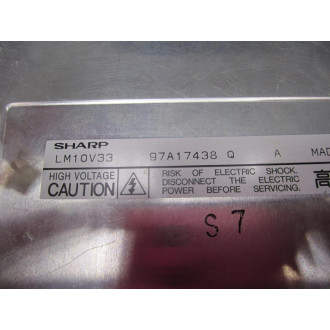 SHARP
LM10V33 97A17438 Q A MAD
HIGH VOLTAGE
CAUTION
RISK OF ELECTRIC SHOCK.
DISCONNECT THE ELECTRIC
POWER BEFORE SERVICING.
高
S 7